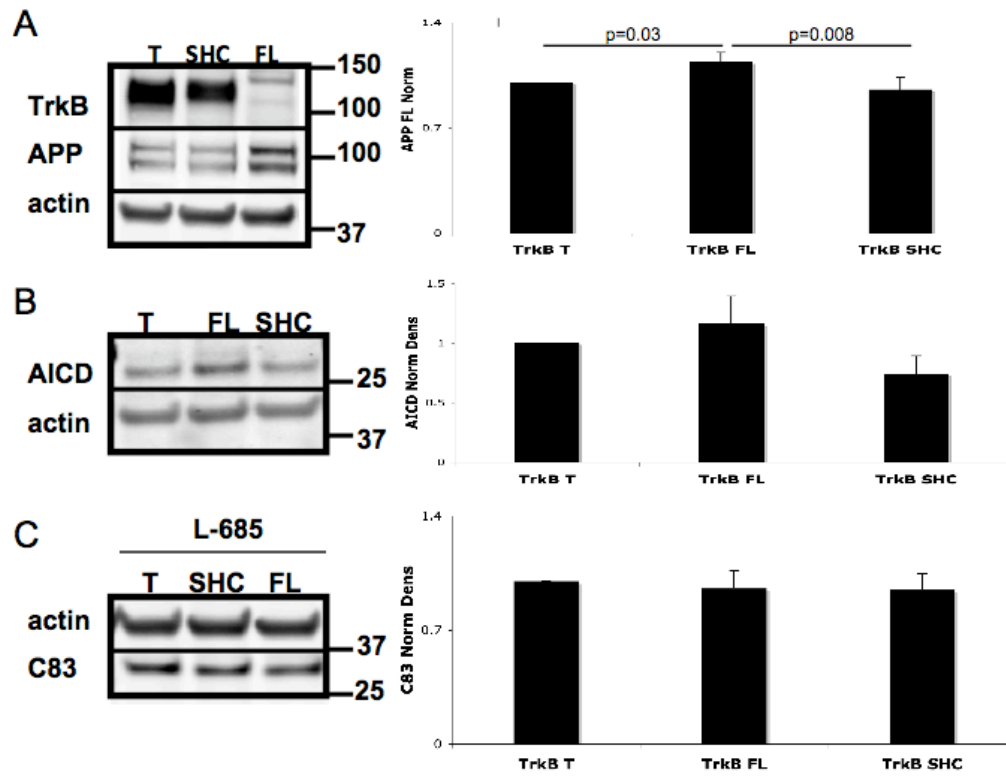 A
T SHC FL
150
TrkB
100
APP
100
actin
37
1.4
p=0.03
p=0.008
APP FL Norm
0.7
0
TrkB T
TrkB FL
TrkB SHC
B
T FL SHC
AICD
25
actin
37
1.5
AICD Norm Dens
1
0.5
0
TrkB T
TrkB FL
TrkB SHC
C
L-685
T SHC FL
actin
37
C83
25
1.4
C83 Norm Dens
0.7
0
TrkB T
TrkB FL
TrkB SHC